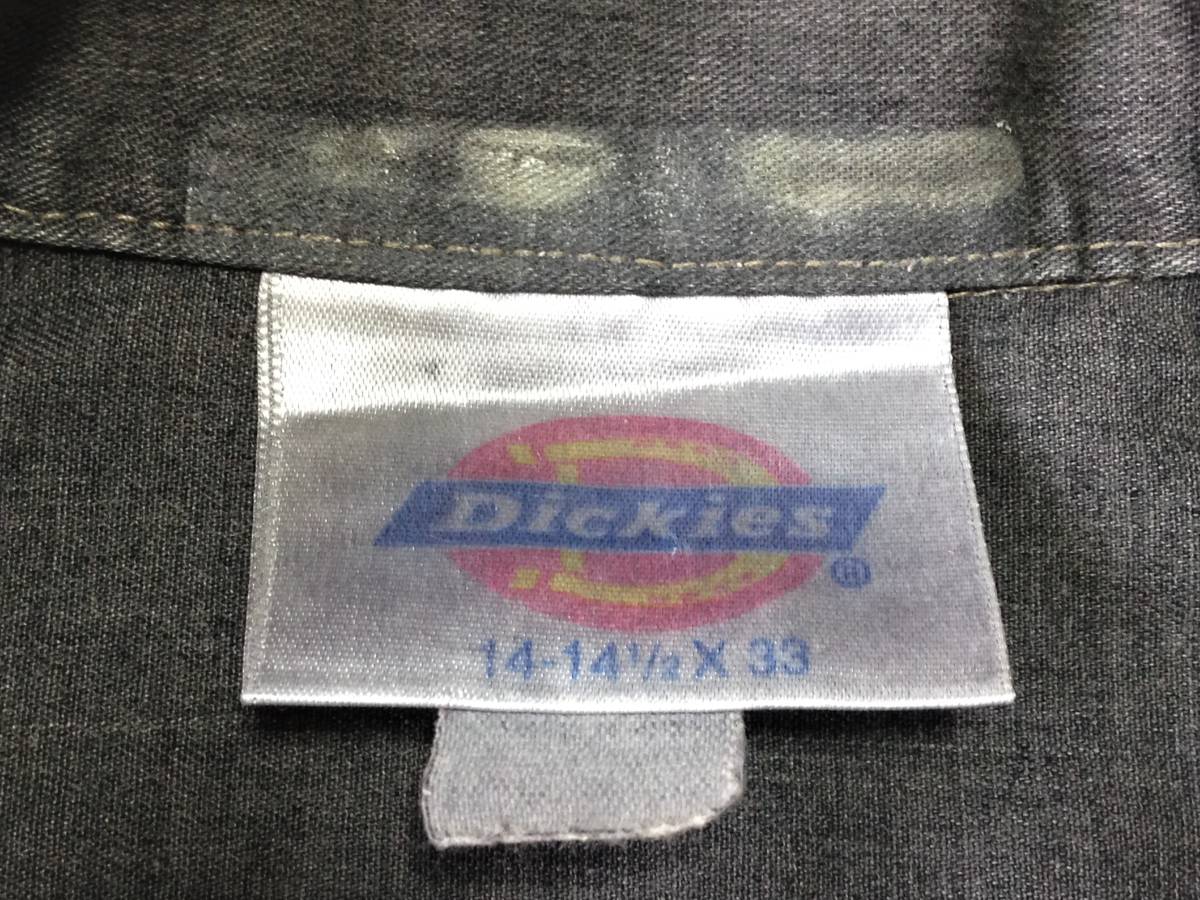 Dickies
®
14-14½ X 33